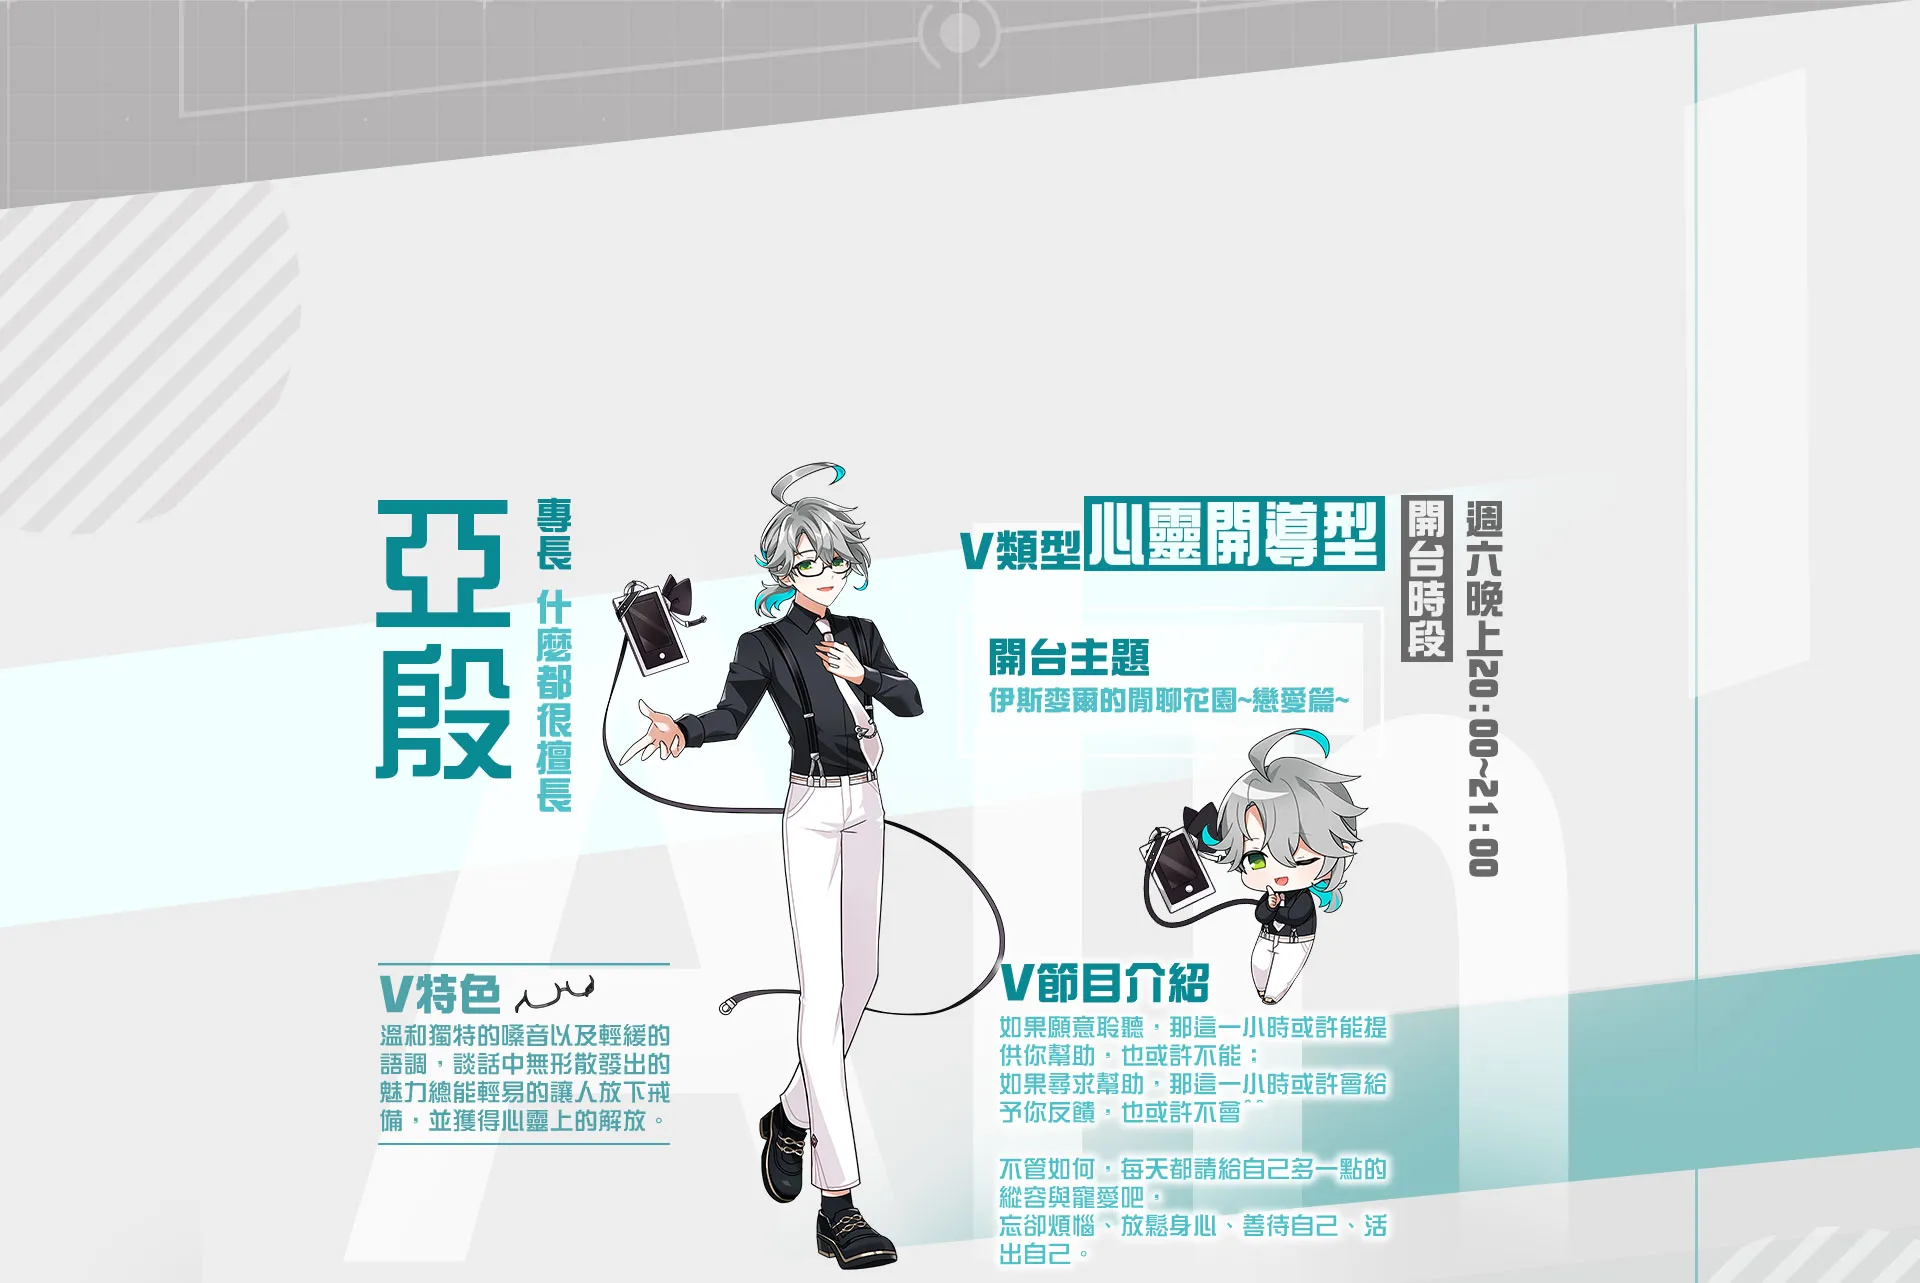 亞殷
專長 什麼都很擅長
V類型 心靈開導型
開台時段
週六晚上20:00~21:00
開台主題
伊斯麥爾的閒聊花園~戀愛篇~
V特色
溫和獨特的嗓音以及輕緩的
語調，談話中無形散發出的
魅力總能輕易的讓人放下戒
備，並獲得心靈上的解放。
V節目介紹
如果願意聆聽，那這一小時或許能提
供你幫助，也或許不能；
如果尋求幫助，那這一小時或許會給
予你反饋，也或許不會^^
不管如何，每天都請給自己多一點的
縱容與寵愛吧，
忘卻煩惱、放鬆身心、善待自己、活
出自己。
Ain